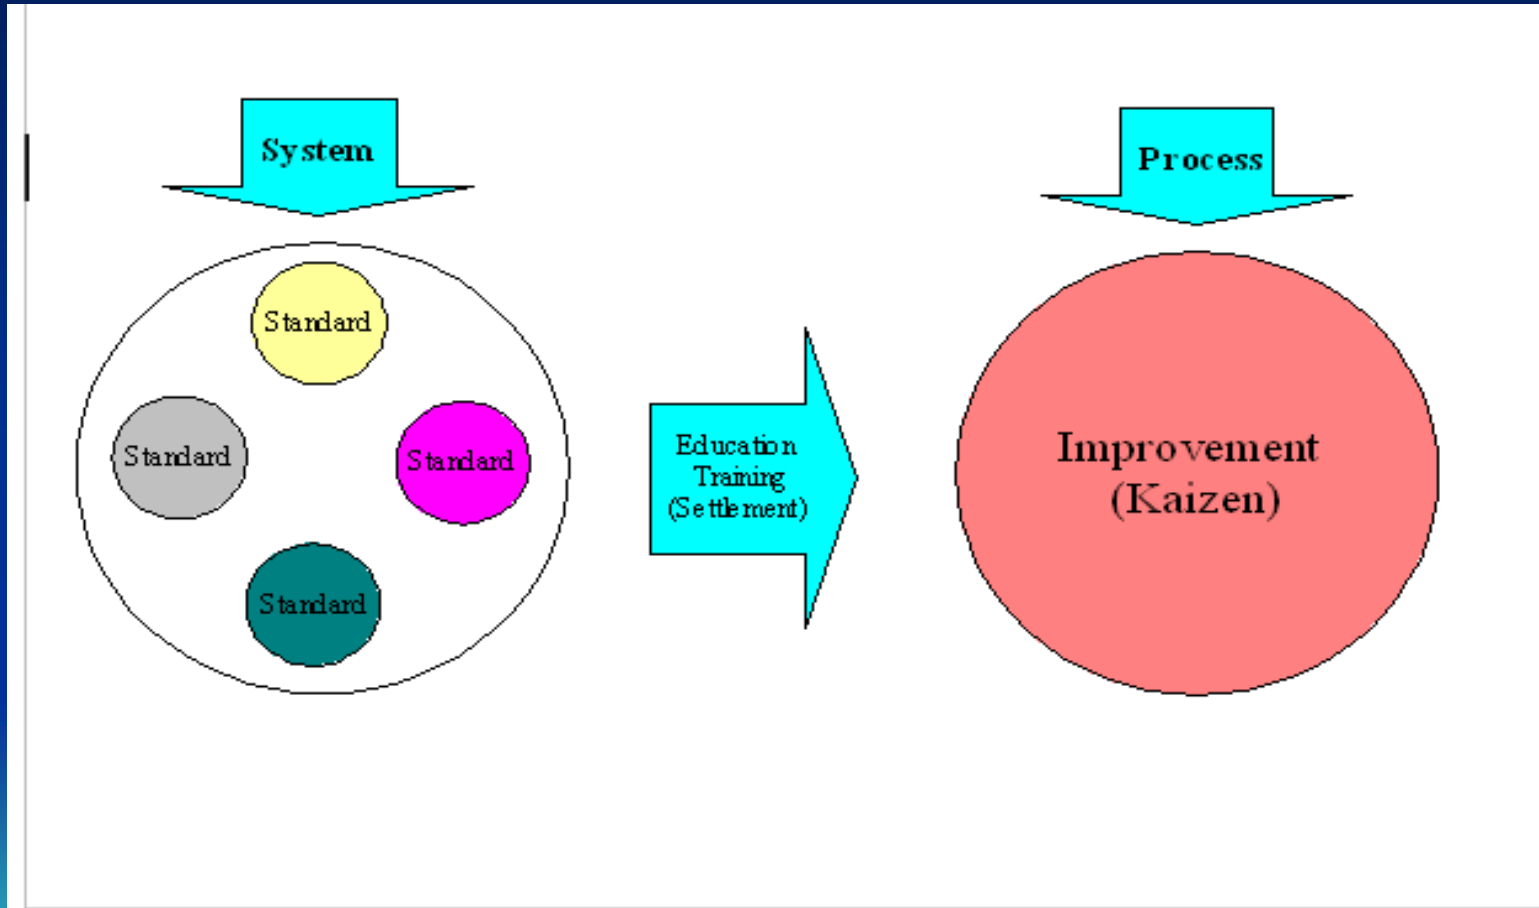 System
Process
Standard
Standard
Standard
Standard
Education
Training
(Settlement)
Improvement
(Kaizen)